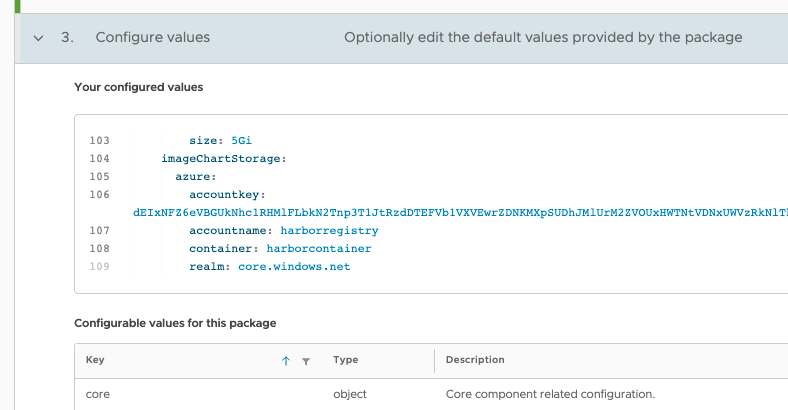 3. Configure values Optionally edit the default values provided by the package
Your configured values
103 size: 5Gi
104 imageChartStorage:
105 azure:
106 accountkey:
107 accountname: harborregistry
108 container: harborcontainer
109 realm: core.windows.net
Configurable values for this package
Key Type Description
core object Core component related configuration.